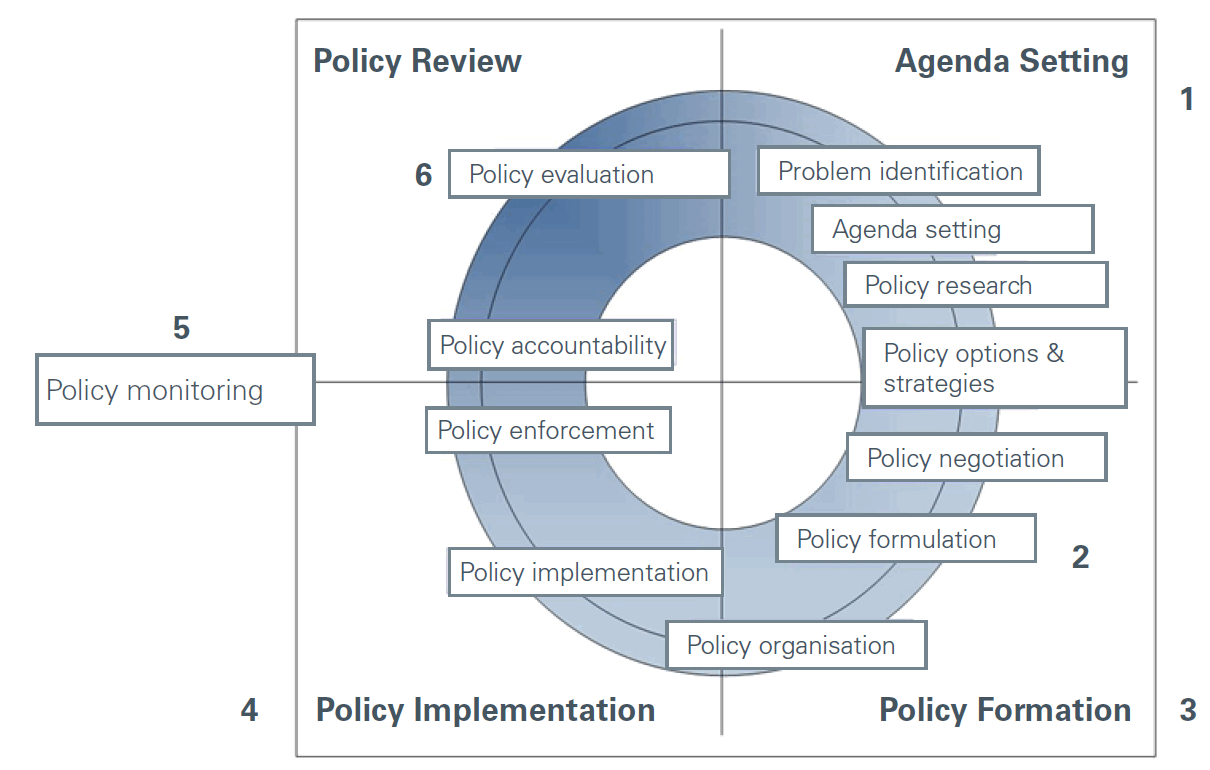 Policy Review
Agenda Setting
1
6
Policy evaluation
Problem identification
Agenda setting
Policy research
5
Policy monitoring
Policy accountability
Policy options &
strategies
Policy enforcement
Policy negotiation
Policy formulation
2
Policy implementation
Policy organisation
4
Policy Implementation
Policy Formation
3